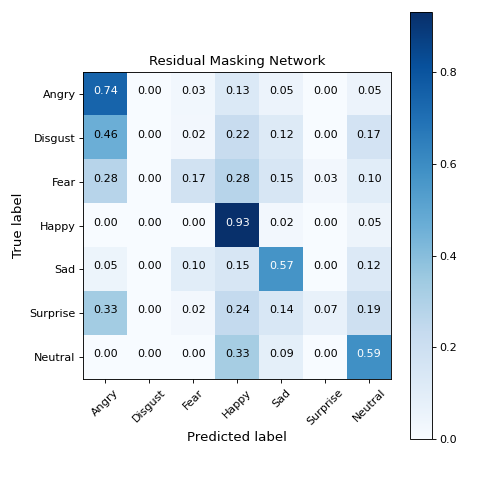 Residual Masking Network
True label
Angry 0.74 0.00 0.03 0.13 0.05 0.00 0.05
Disgust 0.46 0.00 0.02 0.22 0.12 0.00 0.17
Fear 0.28 0.00 0.17 0.28 0.15 0.03 0.10
Happy 0.00 0.00 0.00 0.93 0.02 0.00 0.05
Sad 0.05 0.00 0.10 0.15 0.57 0.00 0.12
Surprise 0.33 0.00 0.02 0.24 0.14 0.07 0.19
Neutral 0.00 0.00 0.00 0.33 0.09 0.00 0.59
Angry Disgust Fear Happy Sad Surprise Neutral
Predicted label
0.8
0.6
0.4
0.2
0.0